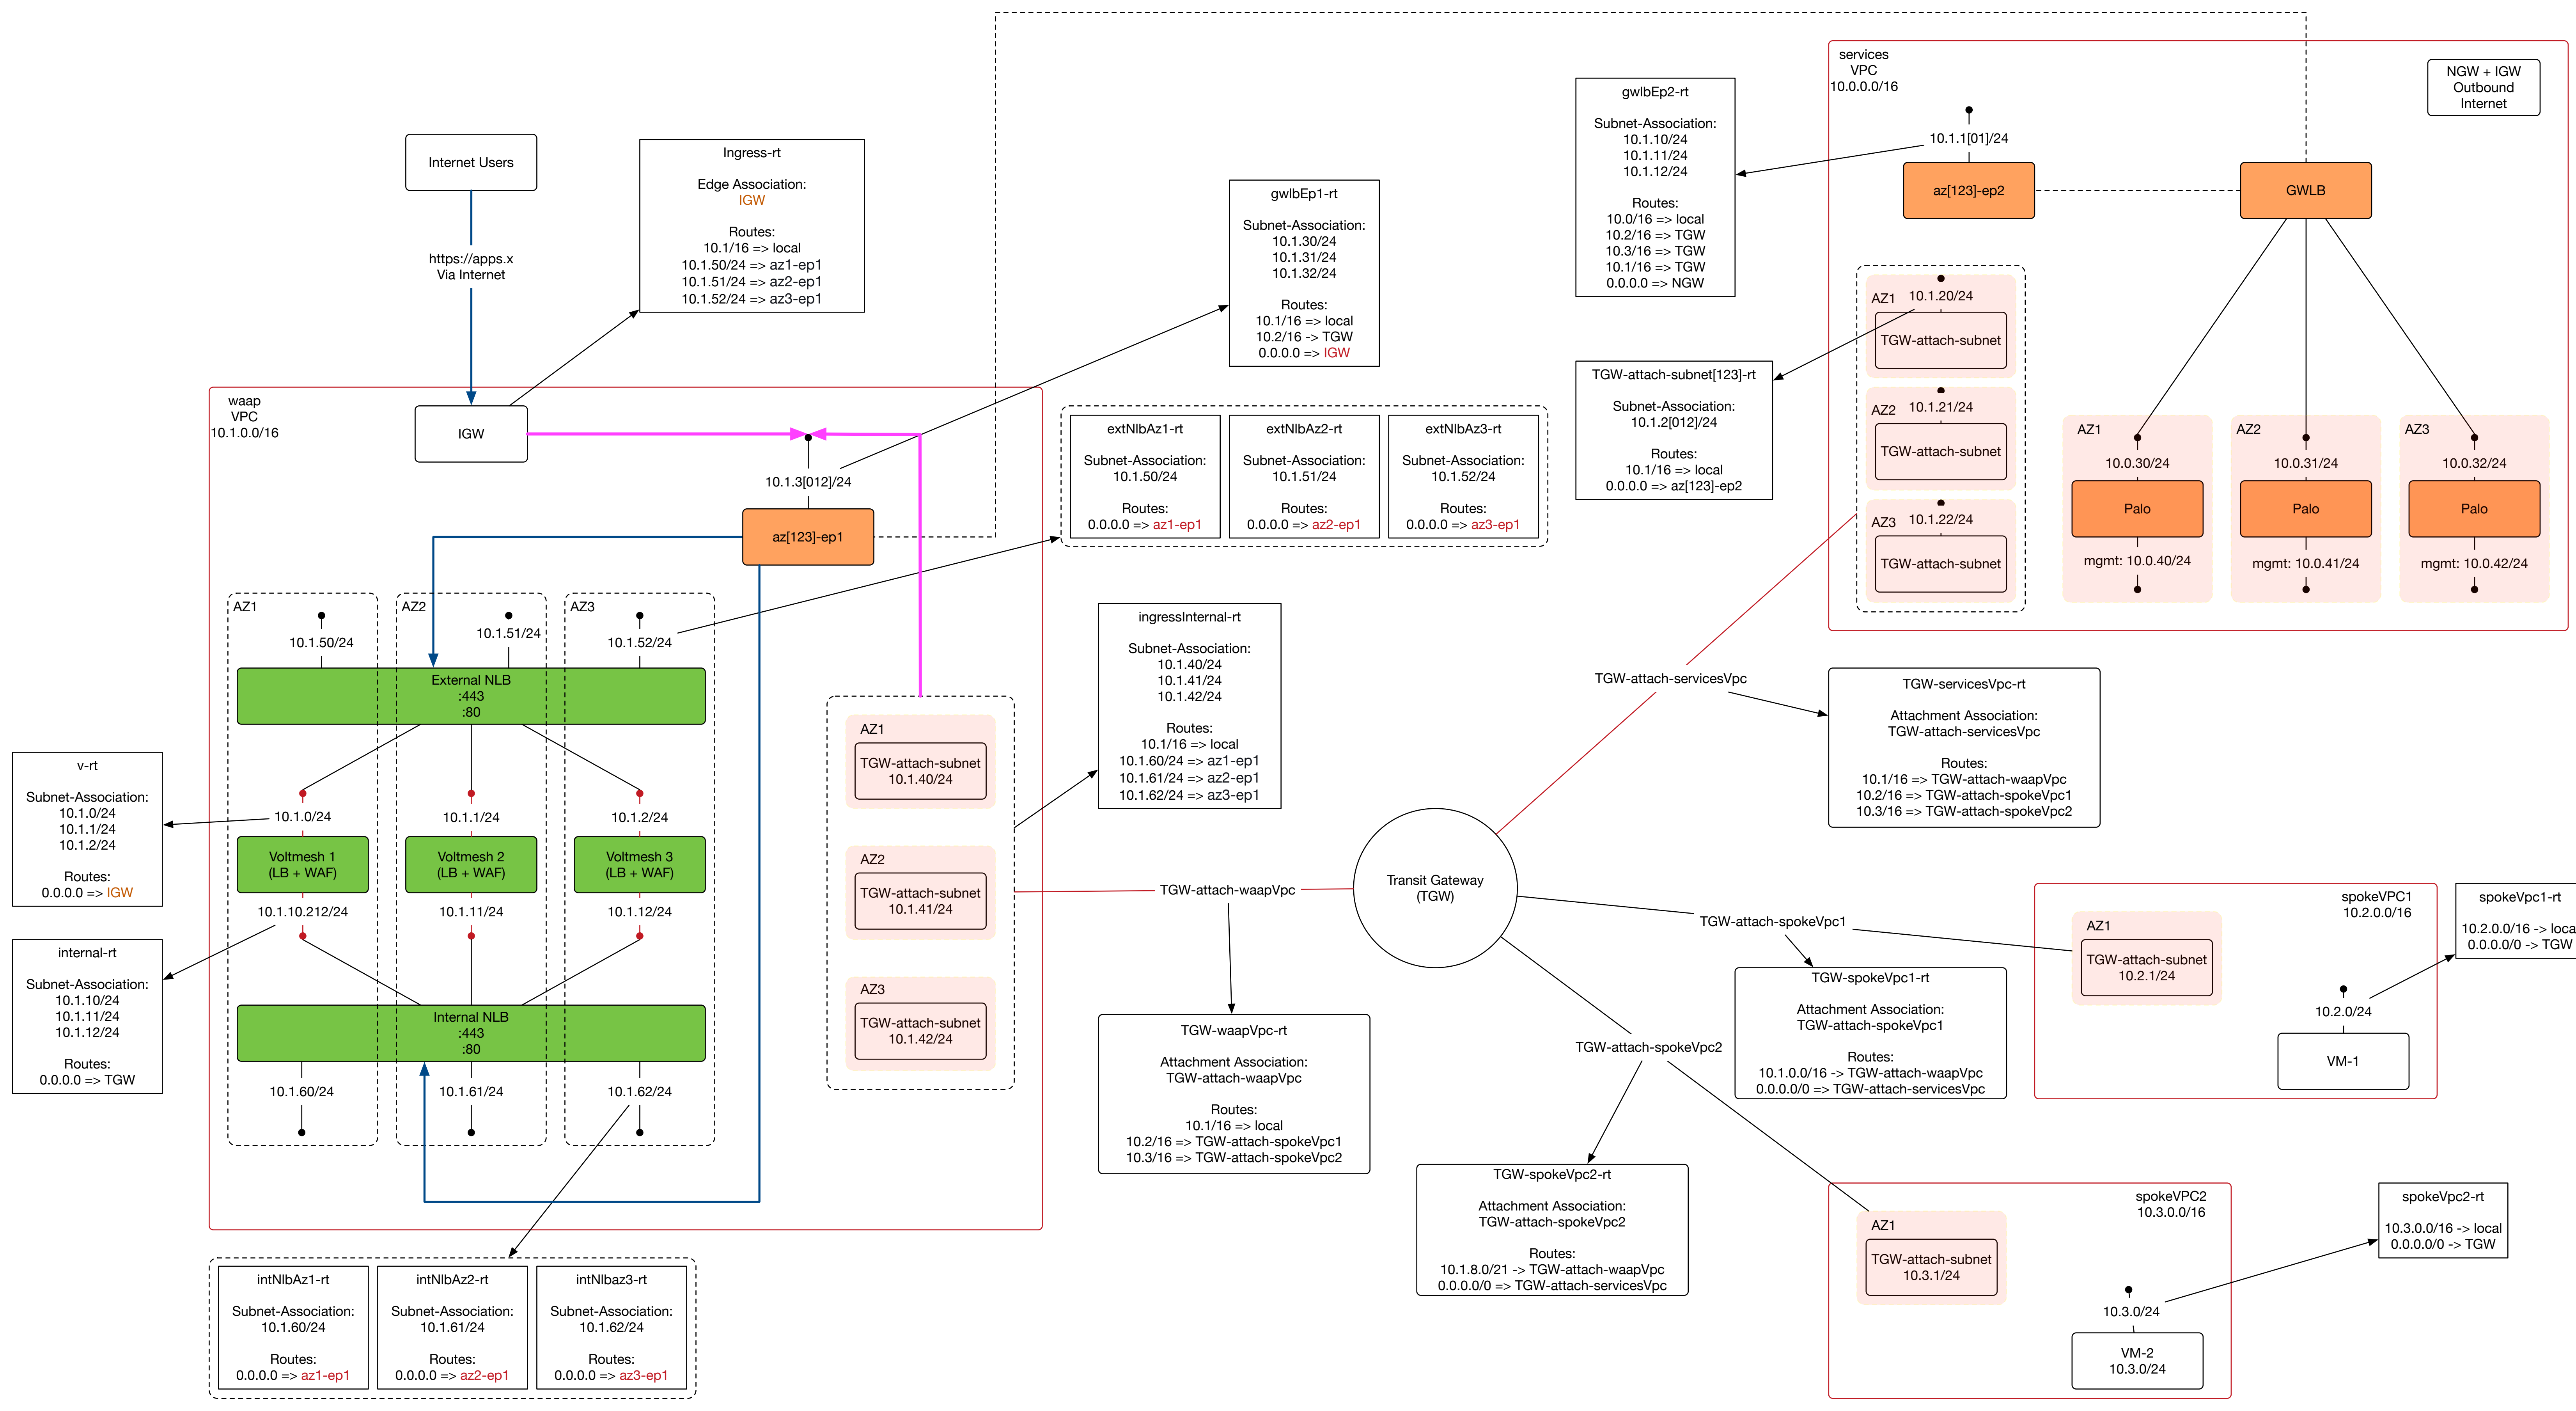 services
VPC
10.0.0.0/16
NGW + IGW
Outbound
Internet
gwlbEp2-rt
Subnet-Association:
10.1.10/24
10.1.11/24
10.1.12/24
Routes:
10.0/16 => local
10.2/16 => TGW
10.3/16 => TGW
10.1/16 => TGW
0.0.0.0 => NGW
10.1.1[01]/24
az[123]-ep2
GWLB
Internet Users
https://apps.x
Via Internet
Ingress-rt
Edge Association:
IGW
Routes:
10.1/16 => local
10.1.50/24 => az1-ep1
10.1.51/24 => az2-ep1
10.1.52/24 => az3-ep1
gwlbEp1-rt
Subnet-Association:
10.1.30/24
10.1.31/24
10.1.32/24
Routes:
10.1/16 => local
10.2/16 -> TGW
0.0.0.0 => IGW
AZ1
10.1.20/24
TGW-attach-subnet
AZ2
10.1.21/24
TGW-attach-subnet
AZ3
10.1.22/24
TGW-attach-subnet
TGW-attach-subnet[123]-rt
Subnet-Association:
10.1.2[012]/24
Routes:
10.1/16 => local
0.0.0.0 => az[123]-ep2
AZ1
10.0.30/24
Palo
mgmt: 10.0.40/24
AZ2
10.0.31/24
Palo
mgmt: 10.0.41/24
AZ3
10.0.32/24
Palo
mgmt: 10.0.42/24
waap
VPC
10.1.0.0/16
IGW
10.1.3[012]/24
az[123]-ep1
extNlbAz1-rt
Subnet-Association:
10.1.50/24
Routes:
0.0.0.0 => az1-ep1
extNlbAz2-rt
Subnet-Association:
10.1.51/24
Routes:
0.0.0.0 => az2-ep1
extNlbAz3-rt
Subnet-Association:
10.1.52/24
Routes:
0.0.0.0 => az3-ep1
AZ1
10.1.50/24
AZ2
10.1.51/24
AZ3
10.1.52/24
External NLB
:443
:80
v-rt
Subnet-Association:
10.1.0/24
10.1.1/24
10.1.2/24
Routes:
0.0.0.0 => IGW
10.1.0/24
10.1.1/24
10.1.2/24
Voltmesh 1
(LB + WAF)
Voltmesh 2
(LB + WAF)
Voltmesh 3
(LB + WAF)
10.1.10.212/24
10.1.11/24
10.1.12/24
internal-rt
Subnet-Association:
10.1.10/24
10.1.11/24
10.1.12/24
Routes:
0.0.0.0 => TGW
Internal NLB
:443
:80
10.1.60/24
10.1.61/24
10.1.62/24
AZ1
TGW-attach-subnet
10.1.40/24
AZ2
TGW-attach-subnet
10.1.41/24
AZ3
TGW-attach-subnet
10.1.42/24
ingressInternal-rt
Subnet-Association:
10.1.40/24
10.1.41/24
10.1.42/24
Routes:
10.1/16 => local
10.1.60/24 => az1-ep1
10.1.61/24 => az2-ep1
10.1.62/24 => az3-ep1
TGW-attach-servicesVpc
TGW-servicesVpc-rt
Attachment Association:
TGW-attach-servicesVpc
Routes:
10.1/16 => TGW-attach-waapVpc
10.2/16 => TGW-attach-spokeVpc1
10.3/16 => TGW-attach-spokeVpc2
TGW-attach-waapVpc
Transit Gateway
(TGW)
TGW-attach-spokeVpc1
TGW-waapVpc-rt
Attachment Association:
TGW-attach-waapVpc
Routes:
10.1/16 => local
10.2/16 => TGW-attach-spokeVpc1
10.3/16 => TGW-attach-spokeVpc2
TGW-attach-spokeVpc2
TGW-spokeVpc1-rt
Attachment Association:
TGW-attach-spokeVpc1
Routes:
10.1.0.0/16 -> TGW-attach-waapVpc
0.0.0.0/0 => TGW-attach-servicesVpc
spokeVPC1
10.2.0.0/16
AZ1
TGW-attach-subnet
10.2.1/24
10.2.0/24
VM-1
spokeVpc1-rt
10.2.0.0/16 -> loca
0.0.0.0/0 -> TGW
TGW-spokeVpc2-rt
Attachment Association:
TGW-attach-spokeVpc2
Routes:
10.1.8.0/21 -> TGW-attach-waapVpc
0.0.0.0/0 => TGW-attach-servicesVpc
spokeVPC2
10.3.0.0/16
AZ1
TGW-attach-subnet
10.3.1/24
10.3.0/24
VM-2
10.3.0/24
spokeVpc2-rt
10.3.0.0/16 -> local
0.0.0.0/0 -> TGW
intNlbAz1-rt
Subnet-Association:
10.1.60/24
Routes:
0.0.0.0 => az1-ep1
intNlbAz2-rt
Subnet-Association:
10.1.61/24
Routes:
0.0.0.0 => az2-ep1
intNlbaz3-rt
Subnet-Association:
10.1.62/24
Routes:
0.0.0.0 => az3-ep1